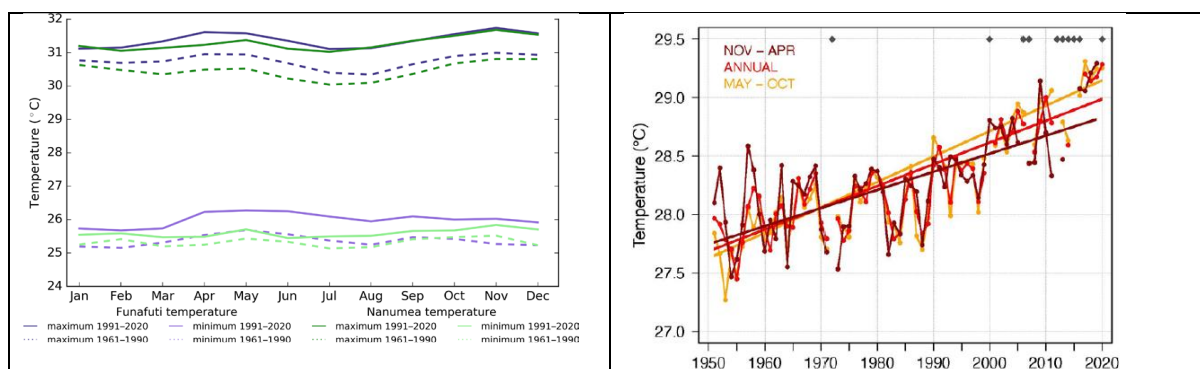 32
31
30
29
28
27
26
25
24
Temperature (°C)
Jan Feb Mar Apr May Jun Jul Aug Sep Oct Nov Dec
Funafuti temperature Nanumea temperature
maximum 1991–2020 minimum 1991–2020 maximum 1991–2020 minimum 1991–2020
maximum 1961–1990 minimum 1961–1990 maximum 1961–1990 minimum 1961–1990
29.5
29.0
28.5
28.0
27.5
27.0
Temperature (°C)
NOV – APR
ANNUAL
MAY – OCT
1950 1960 1970 1980 1990 2000 2010 2020